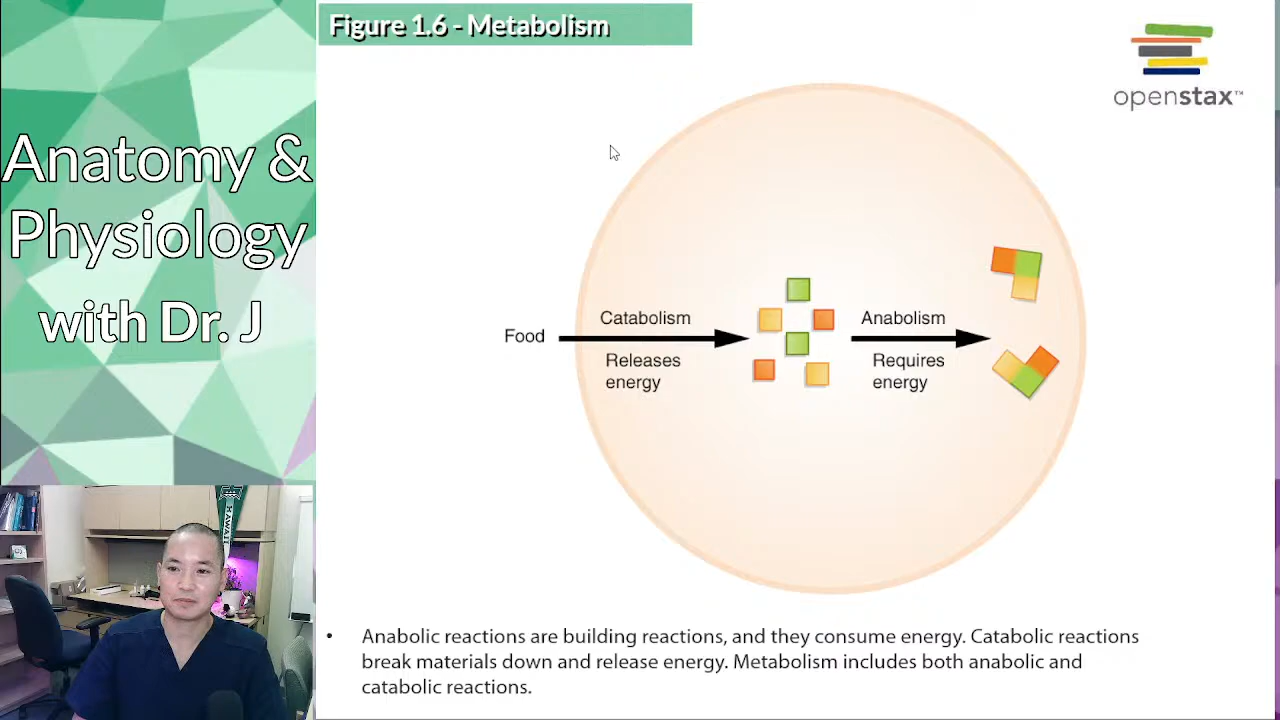 Anatomy &
Physiology
with Dr. J
Figure 1.6 - Metabolism
openstax™
Food
Catabolism
Releases
energy
Anabolism
Requires
energy
• Anabolic reactions are building reactions, and they consume energy. Catabolic reactions
break materials down and release energy. Metabolism includes both anabolic and
catabolic reactions.
HAWAII